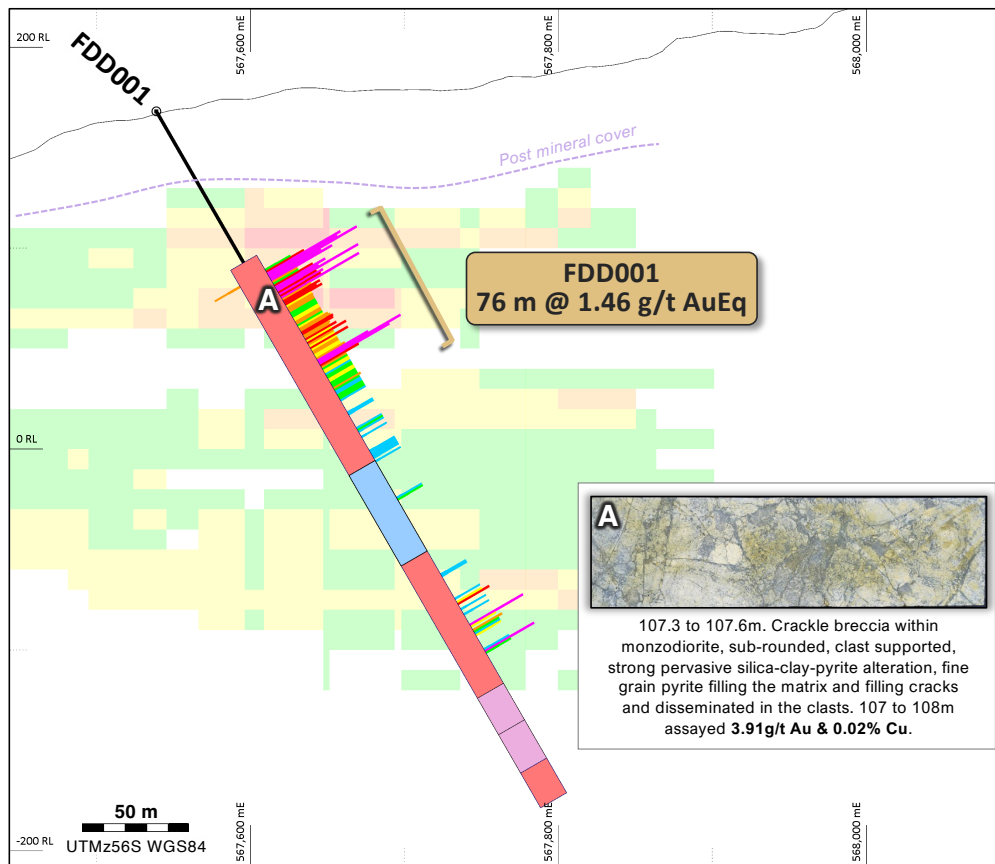 200 RL
567,600 mE
567,800 mE
568,000 mE
FDD001
Post mineral cover
FDD001
76 m @ 1.46 g/t AuEq
A
0 RL
A
107.3 to 107.6m. Crackle breccia within
monzodiorite, sub-rounded, clast supported,
strong pervasive silica-clay-pyrite alteration, fine
grain pyrite filling the matrix and filling cracks
and disseminated in the clasts. 107 to 108m
assayed 3.91g/t Au & 0.02% Cu.
50 m
UTMz56S WGS84
-200 RL
567,600 mE
567,800 mE
568,000 mE